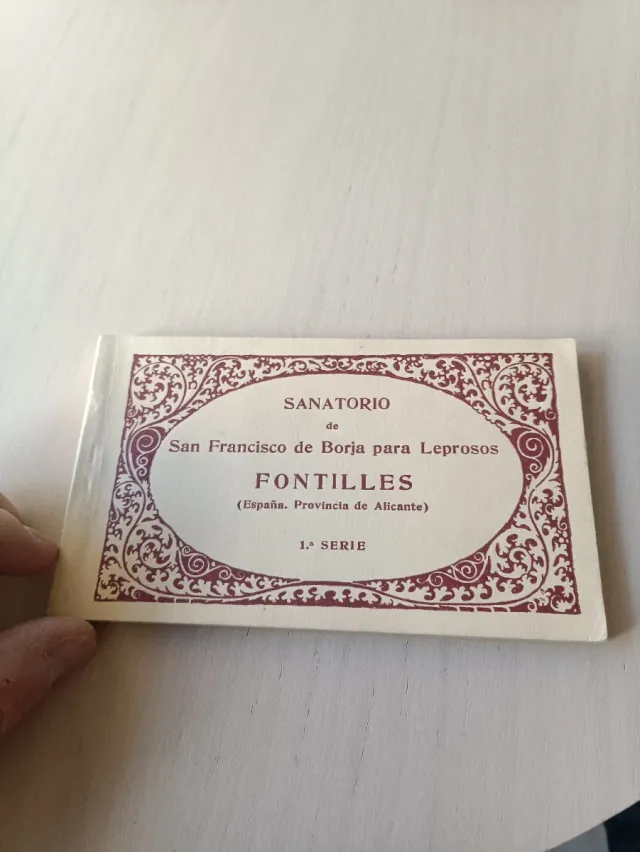 SANATORIO
de
San Francisco de Borja para Leprosos
FONTILLES
(España. Provincia de Alicante)
1.ª SERIE